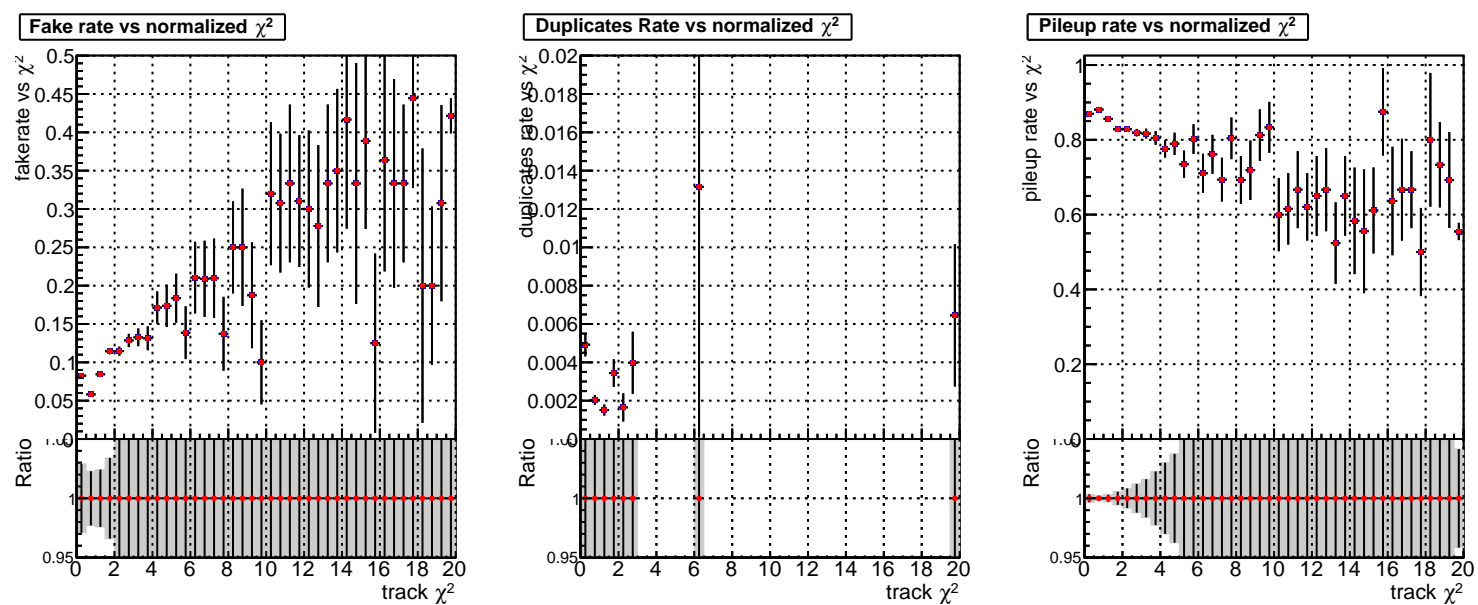 Fake rate vs normalized χ²
fakerate vs χ²
0.5
0.45
0.4
0.35
0.3
0.25
0.2
0.15
0.1
0.05
Ratio
1
0.95
0 2 4 6 8 10 12 14 16 18 20
track χ²
Duplicates Rate vs normalized χ²
duplicates rate vs χ²
0.02
0.018
0.016
0.014
0.012
0.01
0.008
0.006
0.004
0.002
0
Ratio
1
0.95
0 2 4 6 8 10 12 14 16 18 20
track χ²
Pileup rate vs normalized χ²
pileup rate vs χ²
1
0.8
0.6
0.4
0.2
Ratio
1
0.95
0 2 4 6 8 10 12 14 16 18 20
track χ²